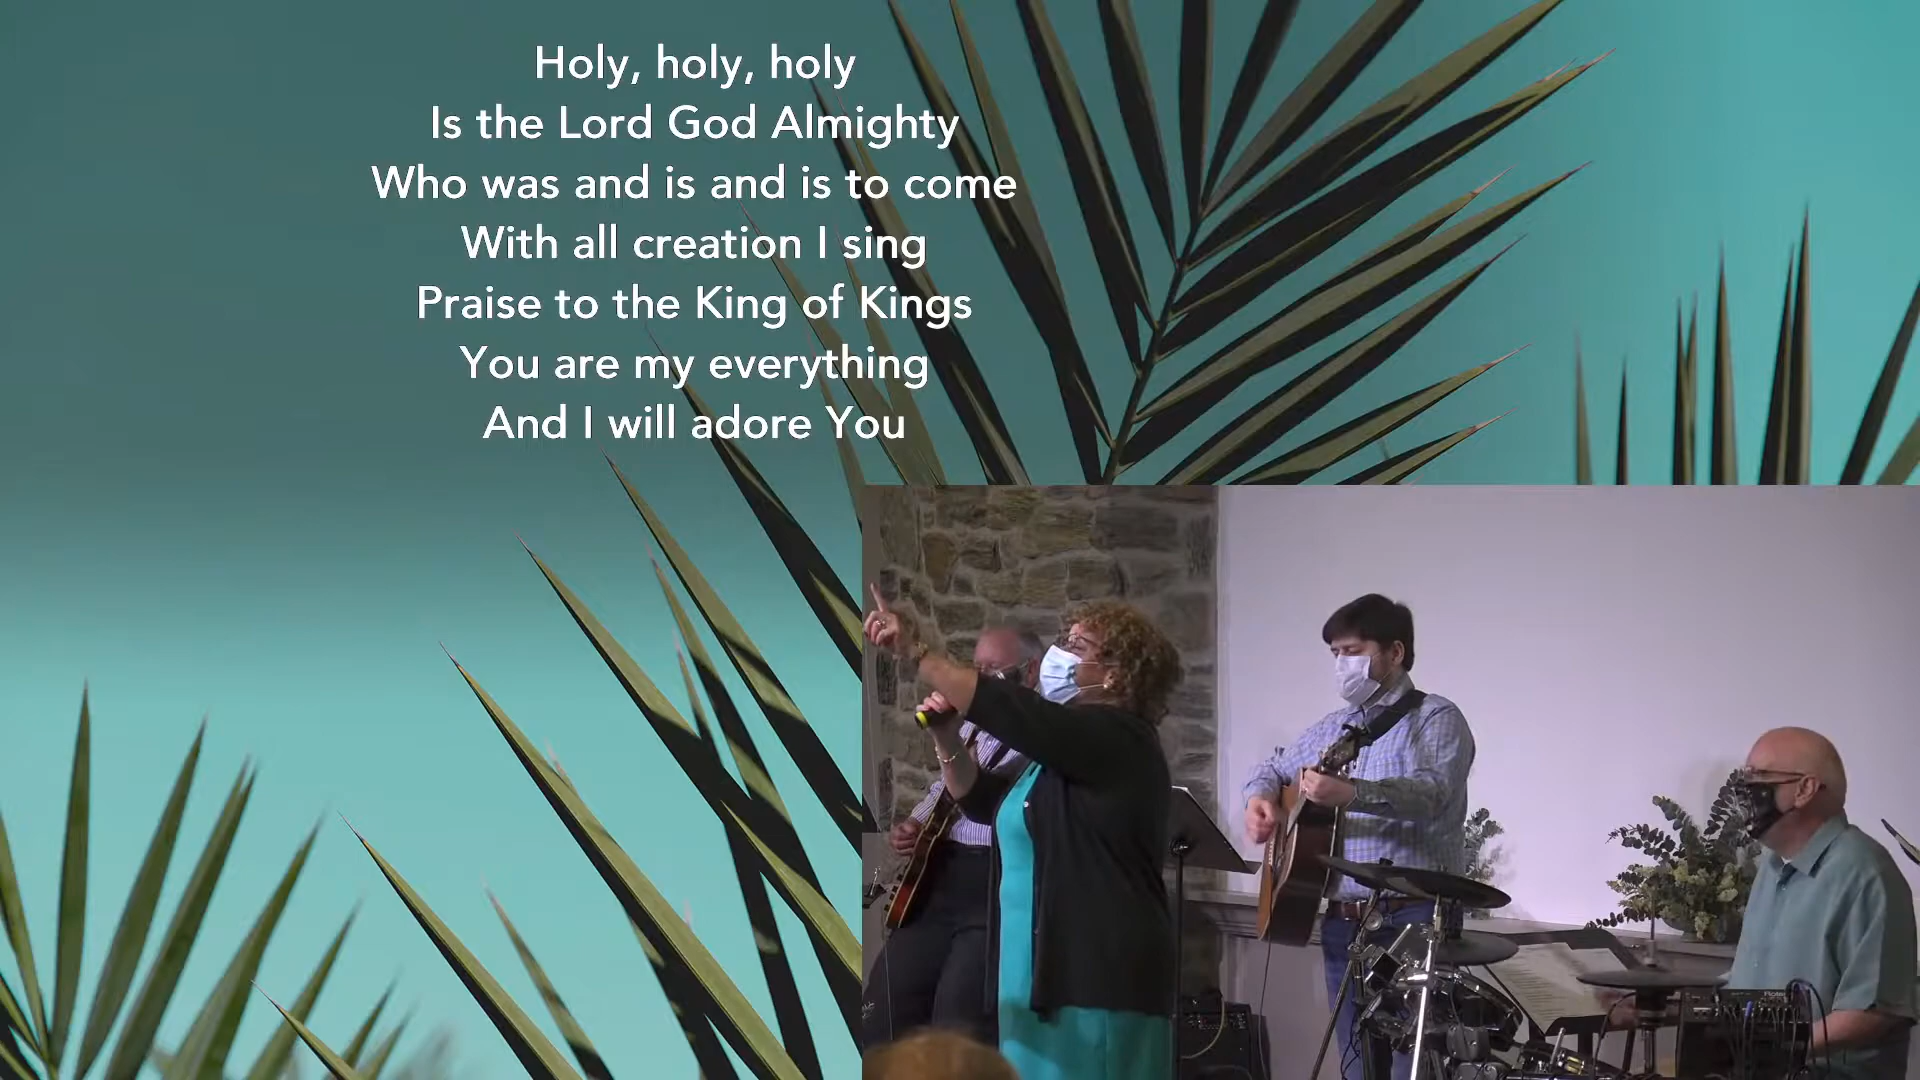 Holy, holy, holy
Is the Lord God Almighty
Who was and is and is to come
With all creation I sing
Praise to the King of Kings
You are my everything
And I will adore You
Roland